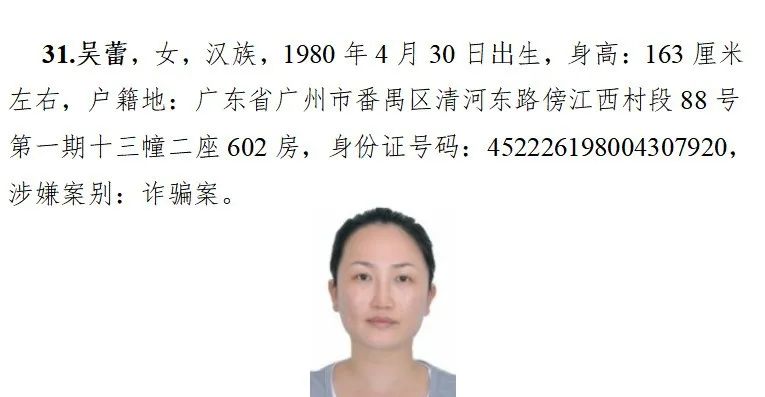 31.吴蕾，女，汉族，1980 年 4 月 30 日出生，身高：163 厘米
左右，户籍地：广东省广州市番禺区清河东路傍江西村段 88 号
第一期十三幢二座 602 房，身份证号码：452226198004307920，
涉嫌案别：诈骗案。